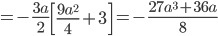 = -\frac{3a}{2}\left[\frac{9a^2}{4}+3\right] = -\frac{27a^3+36a}{8}